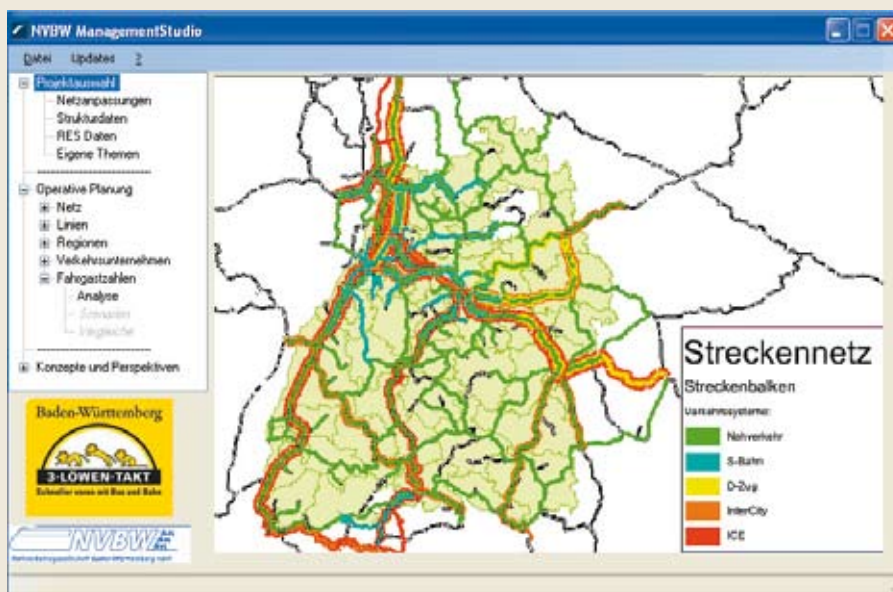 NVBW ManagementStudio
Datei Updates ?
Projektauswahl
Netzanpassungen
Strukturdaten
RES Daten
Eigene Themen
Operative Planung
Netz
Linien
Regionen
Verkehrsunternehmen
Fahrgastzahlen
Analyse
Szenarien
Vergleiche
Konzepte und Perspektiven
Baden-Württemberg
3-LÖWEN-TAKT
Schneller voran mit Bus und Bahn
NVBW
Streckennetz
Streckenbalken
Verkehrssysteme:
Nahverkehr
S-Bahn
D-Zug
InterCity
ICE